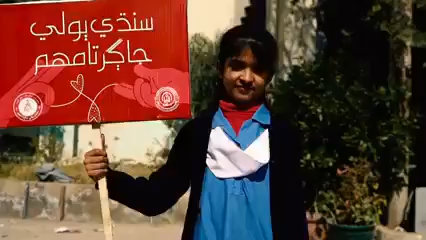 سنڌي ٻولي
جاڳرتا مهم